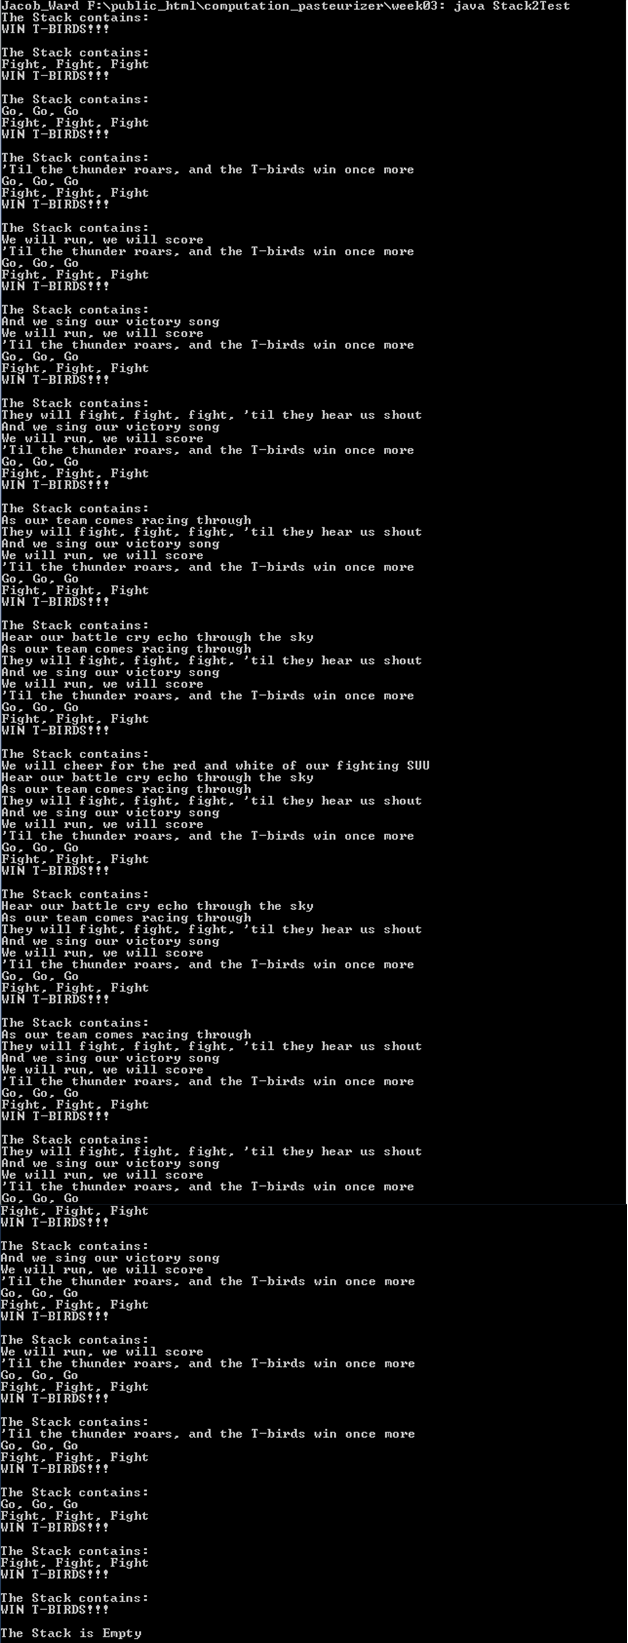 Jacob_Ward F:\public_html\computation_pasteurizer\week03: java Stack2Test
The Stack contains:
WIN T-BIRDS!!!

The Stack contains:
Fight, Fight, Fight
WIN T-BIRDS!!!

The Stack contains:
Go, Go, Go
Fight, Fight, Fight
WIN T-BIRDS!!!

The Stack contains:
'Til the thunder roars, and the T-birds win once more
Go, Go, Go
Fight, Fight, Fight
WIN T-BIRDS!!!

The Stack contains:
We will run, we will score
'Til the thunder roars, and the T-birds win once more
Go, Go, Go
Fight, Fight, Fight
WIN T-BIRDS!!!

The Stack contains:
And we sing our victory song
We will run, we will score
'Til the thunder roars, and the T-birds win once more
Go, Go, Go
Fight, Fight, Fight
WIN T-BIRDS!!!

The Stack contains:
They will fight, fight, fight, 'til they hear us shout
And we sing our victory song
We will run, we will score
'Til the thunder roars, and the T-birds win once more
Go, Go, Go
Fight, Fight, Fight
WIN T-BIRDS!!!

The Stack contains:
As our team comes racing through
They will fight, fight, fight, 'til they hear us shout
And we sing our victory song
We will run, we will score
'Til the thunder roars, and the T-birds win once more
Go, Go, Go
Fight, Fight, Fight
WIN T-BIRDS!!!

The Stack contains:
Hear our battle cry echo through the sky
As our team comes racing through
They will fight, fight, fight, 'til they hear us shout
And we sing our victory song
We will run, we will score
'Til the thunder roars, and the T-birds win once more
Go, Go, Go
Fight, Fight, Fight
WIN T-BIRDS!!!

The Stack contains:
We will cheer for the red and white of our fighting SUU
Hear our battle cry echo through the sky
As our team comes racing through
They will fight, fight, fight, 'til they hear us shout
And we sing our victory song
We will run, we will score
'Til the thunder roars, and the T-birds win once more
Go, Go, Go
Fight, Fight, Fight
WIN T-BIRDS!!!

The Stack contains:
Hear our battle cry echo through the sky
As our team comes racing through
They will fight, fight, fight, 'til they hear us shout
And we sing our victory song
We will run, we will score
'Til the thunder roars, and the T-birds win once more
Go, Go, Go
Fight, Fight, Fight
WIN T-BIRDS!!!

The Stack contains:
As our team comes racing through
They will fight, fight, fight, 'til they hear us shout
And we sing our victory song
We will run, we will score
'Til the thunder roars, and the T-birds win once more
Go, Go, Go
Fight, Fight, Fight
WIN T-BIRDS!!!

The Stack contains:
They will fight, fight, fight, 'til they hear us shout
And we sing our victory song
We will run, we will score
'Til the thunder roars, and the T-birds win once more
Go, Go, Go
Fight, Fight, Fight
WIN T-BIRDS!!!

The Stack contains:
And we sing our victory song
We will run, we will score
'Til the thunder roars, and the T-birds win once more
Go, Go, Go
Fight, Fight, Fight
WIN T-BIRDS!!!

The Stack contains:
We will run, we will score
'Til the thunder roars, and the T-birds win once more
Go, Go, Go
Fight, Fight, Fight
WIN T-BIRDS!!!

The Stack contains:
'Til the thunder roars, and the T-birds win once more
Go, Go, Go
Fight, Fight, Fight
WIN T-BIRDS!!!

The Stack contains:
Go, Go, Go
Fight, Fight, Fight
WIN T-BIRDS!!!

The Stack contains:
Fight, Fight, Fight
WIN T-BIRDS!!!

The Stack contains:
WIN T-BIRDS!!!

The Stack is Empty